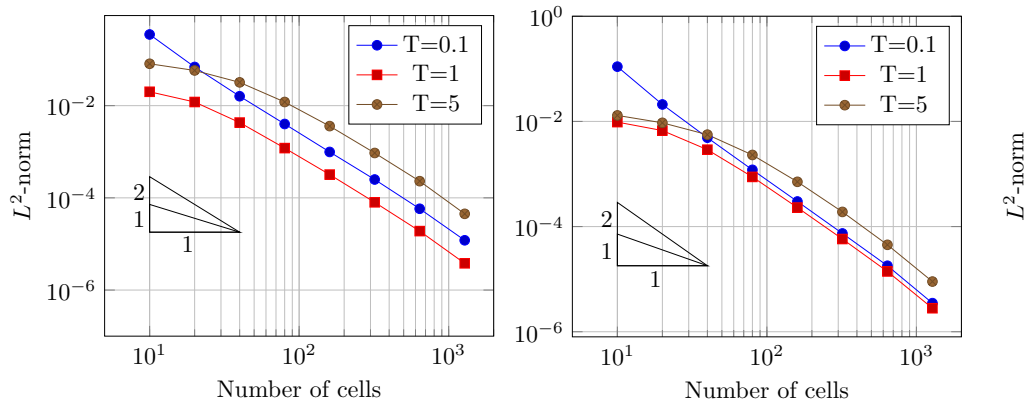 T=0.1
T=1
T=5
10⁻²
10⁻⁴
10⁻⁶
L²-norm
2
1
1
10¹
10²
10³
Number of cells
10⁰
10⁻²
10⁻⁴
10⁻⁶
L²-norm
T=0.1
T=1
T=5
2
1
1
10¹
10²
10³
Number of cells
L²-norm